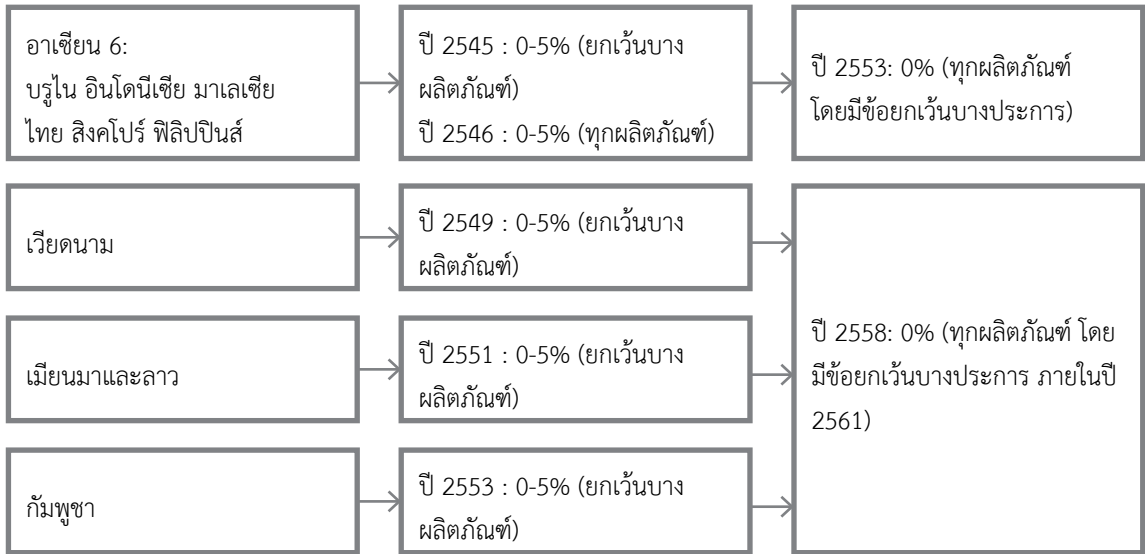 อาเซียน 6:
บรูไน อินโดนีเซีย มาเลเซีย
ไทย สิงคโปร์ ฟิลิปปินส์
ปี 2545 : 0-5% (ยกเว้นบาง
ผลิตภัณฑ์)
ปี 2546 : 0-5% (ทุกผลิตภัณฑ์)
ปี 2553: 0% (ทุกผลิตภัณฑ์
โดยมีข้อยกเว้นบางประการ)
เวียดนาม
ปี 2549 : 0-5% (ยกเว้นบาง
ผลิตภัณฑ์)
เมียนมาและลาว
ปี 2551 : 0-5% (ยกเว้นบาง
ผลิตภัณฑ์)
กัมพูชา
ปี 2553 : 0-5% (ยกเว้นบาง
ผลิตภัณฑ์)
ปี 2558: 0% (ทุกผลิตภัณฑ์ โดย
มีข้อยกเว้นบางประการ ภายในปี
2561)